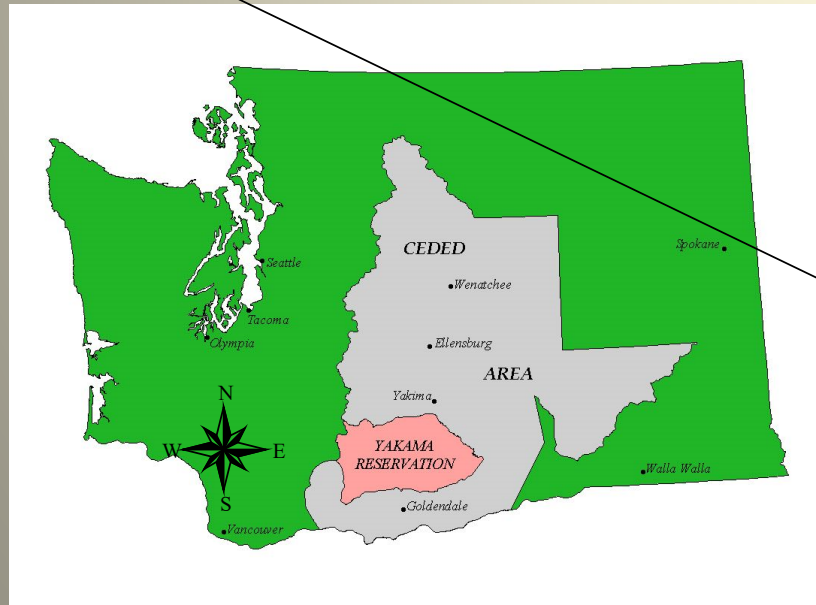 CEDED
Spokane
Seattle
Wenatchee
Tacoma
Olympia
Ellensburg
AREA
Yakima
N
W
E
S
YAKAMA
RESERVATION
Walla Walla
Goldendale
Vancouver